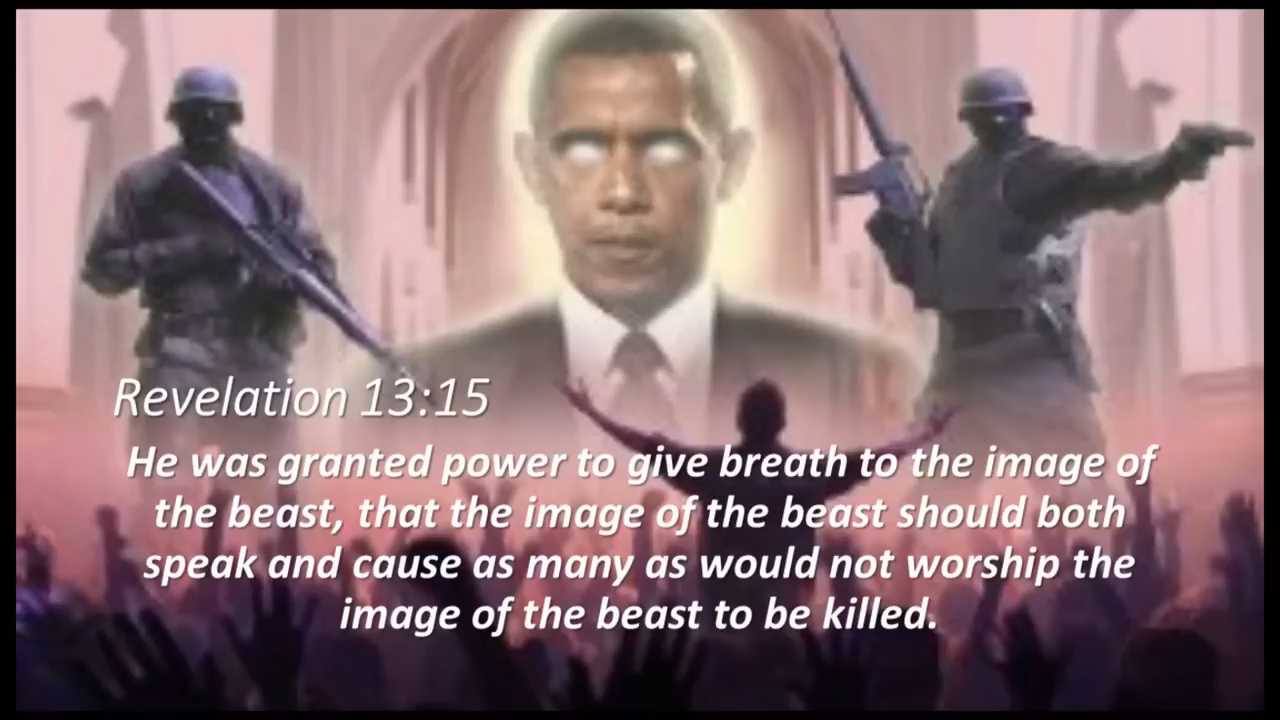 Revelation 13:15
He was granted power to give breath to the image of
the beast, that the image of the beast should both
speak and cause as many as would not worship the
image of the beast to be killed.